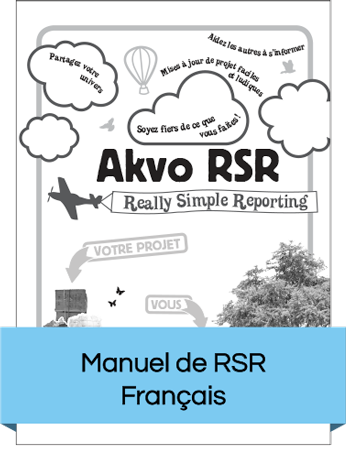 Aidez les autres à s'informer
Partagez votre
univers
Mises à jour de projet faciles
et ludiques
Soyez fiers de ce que
vous faites !
Akvo RSR
Really Simple Reporting
VOTRE PROJET
VOUS
Manuel de RSR
Français